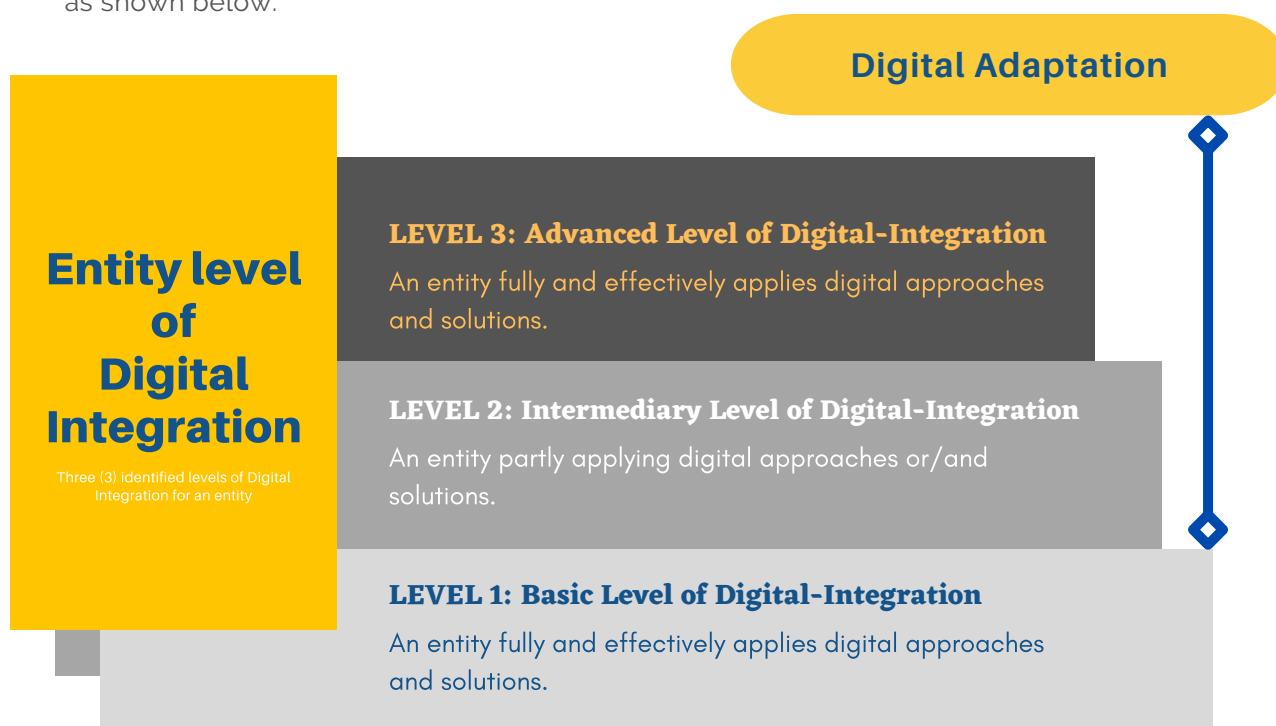 as shown below.
Digital Adaptation
Entity level
of
Digital
Integration
Three (3) identified levels of Digital
Integration for an entity
LEVEL 3: Advanced Level of Digital-Integration
An entity fully and effectively applies digital approaches
and solutions.
LEVEL 2: Intermediary Level of Digital-Integration
An entity partly applying digital approaches or/and
solutions.
LEVEL 1: Basic Level of Digital-Integration
An entity fully and effectively applies digital approaches
and solutions.